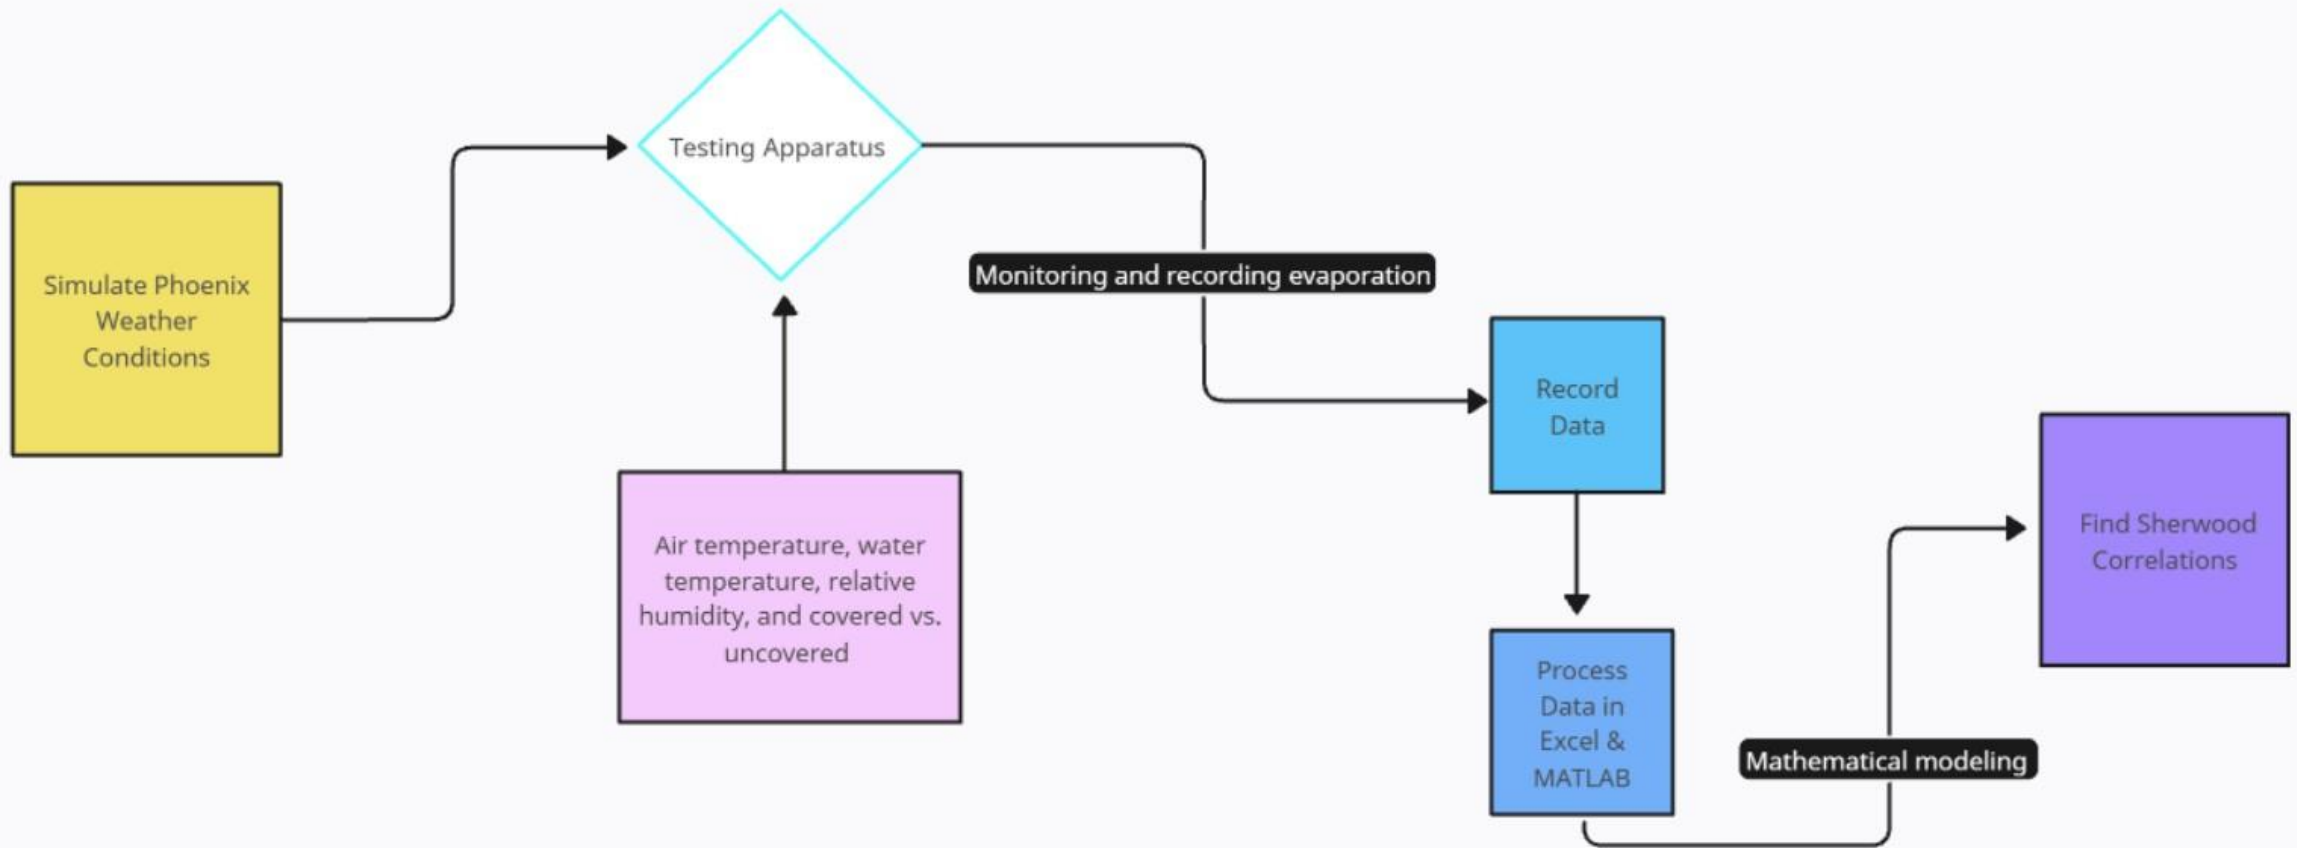 Simulate Phoenix
Weather
Conditions
Testing Apparatus
Air temperature, water
temperature, relative
humidity, and covered vs.
uncovered
Monitoring and recording evaporation
Record
Data
Process
Data in
Excel &
MATLAB
Mathematical modeling
Find Sherwood
Correlations